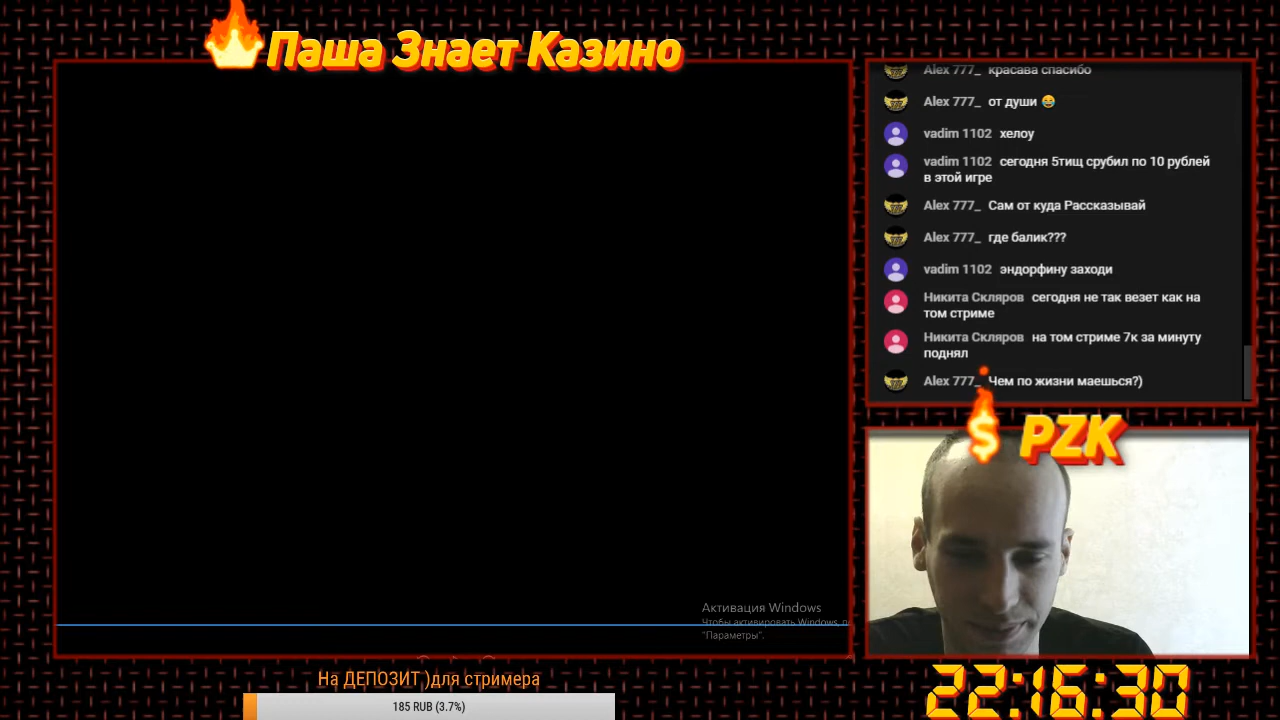 Паша Знает Казино
Alex 777_ красава спасибо
Alex 777_ от души 😂
vadim 1102 хелоу
vadim 1102 сегодня 5тищ срубил по 10 рублей
в этой игре
Alex 777_ Сам от куда Рассказывай
Alex 777_ где балик???
vadim 1102 эндорфину заходи
Никита Скляров сегодня не так везет как на
том стриме
Никита Скляров на том стриме 7к за минуту
поднял
Alex 777_ Чем по жизни маешься?)
$ PZK
Активация Windows
Чтобы активировать Windows,
"Параметры".
На ДЕПОЗИТ )для стримера
185 RUB (3.7%)
22:16:30